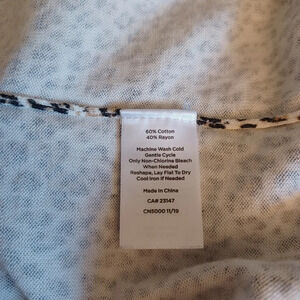 60% Cotton
40% Rayon
Machine Wash Cold
Gentle Cycle
Only Non-Chlorine Bleach
When Needed
Reshape, Lay Flat To Dry
Cool Iron If Needed
Made In China
CA# 23147
CN5000 11/19